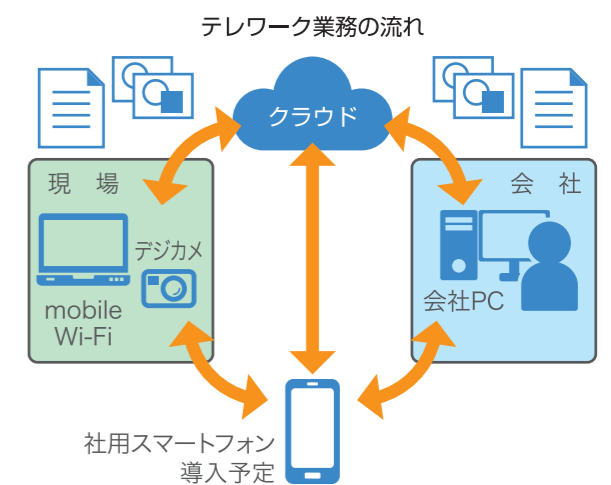 テレワーク業務の流れ
クラウド
現 場
会 社
デジカメ
mobile
Wi-Fi
会社PC
社用スマートフォン
導入予定